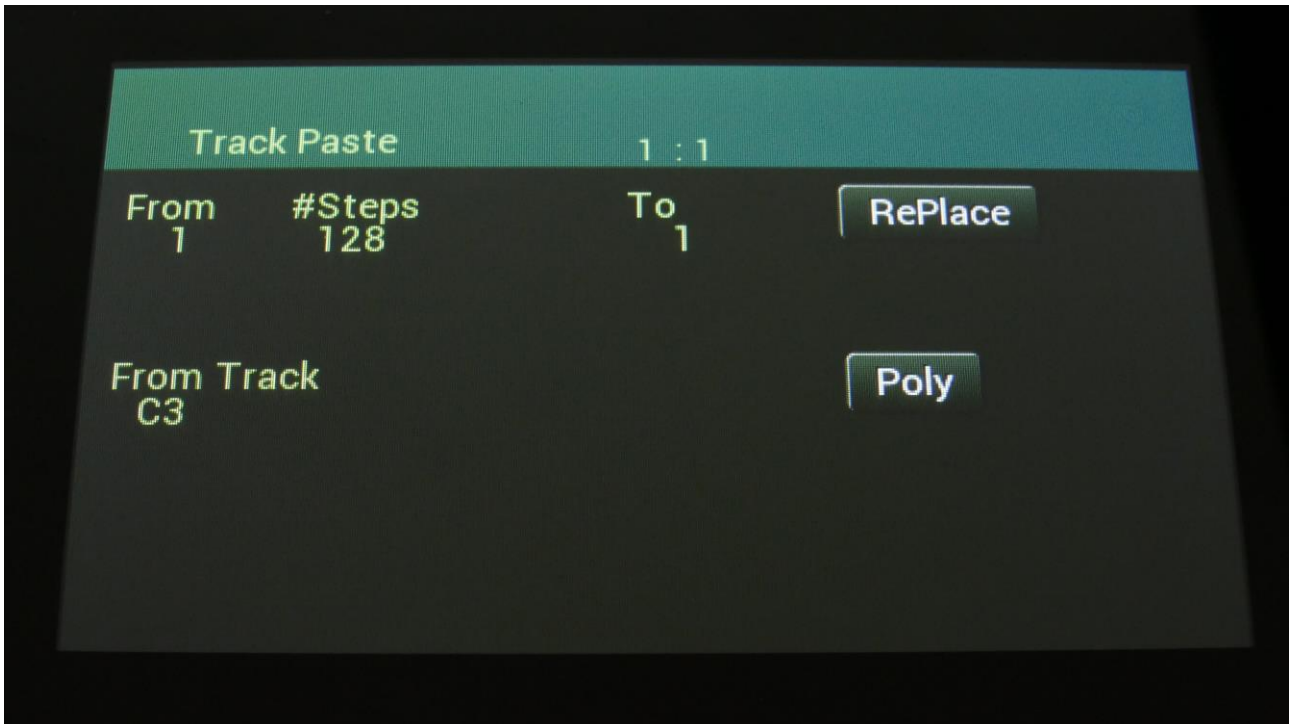 Track Paste 1 : 1
From #Steps To RePlace
1 128 1
From Track Poly
C3